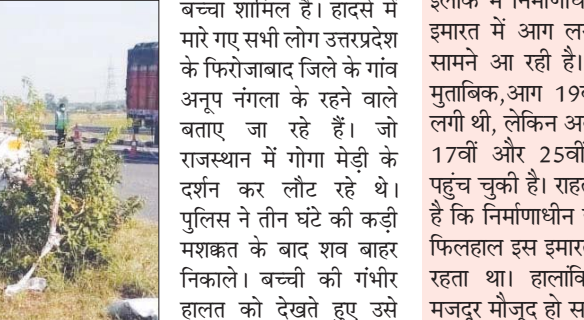 बच्चा शामिल है। हादसे में
मारे गए सभी लोग उत्तरप्रदेश
के फिरोजाबाद जिले के गांव
अनूप नंगला के रहने वाले
बताए जा रहे हैं। जो
राजस्थान में गोगा मेड़ी के
दर्शन कर लौट रहे थे।
पुलिस ने तीन घंटे की कड़ी
मशक्कत के बाद शव बाहर
निकाले। बच्ची की गंभीर
हालत को देखते हुए उसे
इमारत में आग
सामने आ रही है।
मुताबिक,आग
लगी थी, लेकिन
17वीं और 25वीं
पहुंच चुकी है।
है कि निर्माणाधीन
फिलहाल इस
रहता था।
मजदूर मौजूद हो